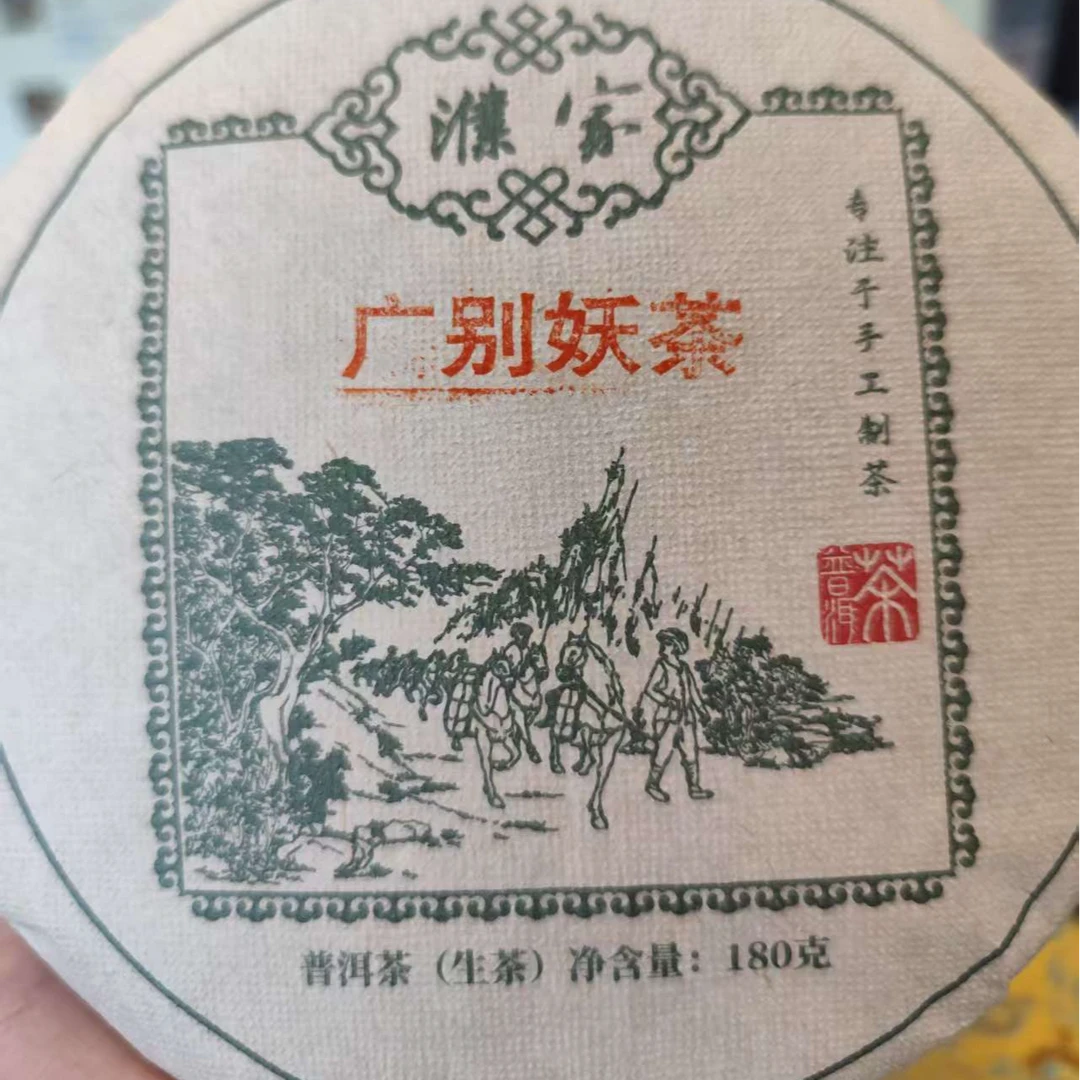 濮家
广别妖茶
专注于手工制茶
普洱茶
普洱茶（生茶）净含量：180克